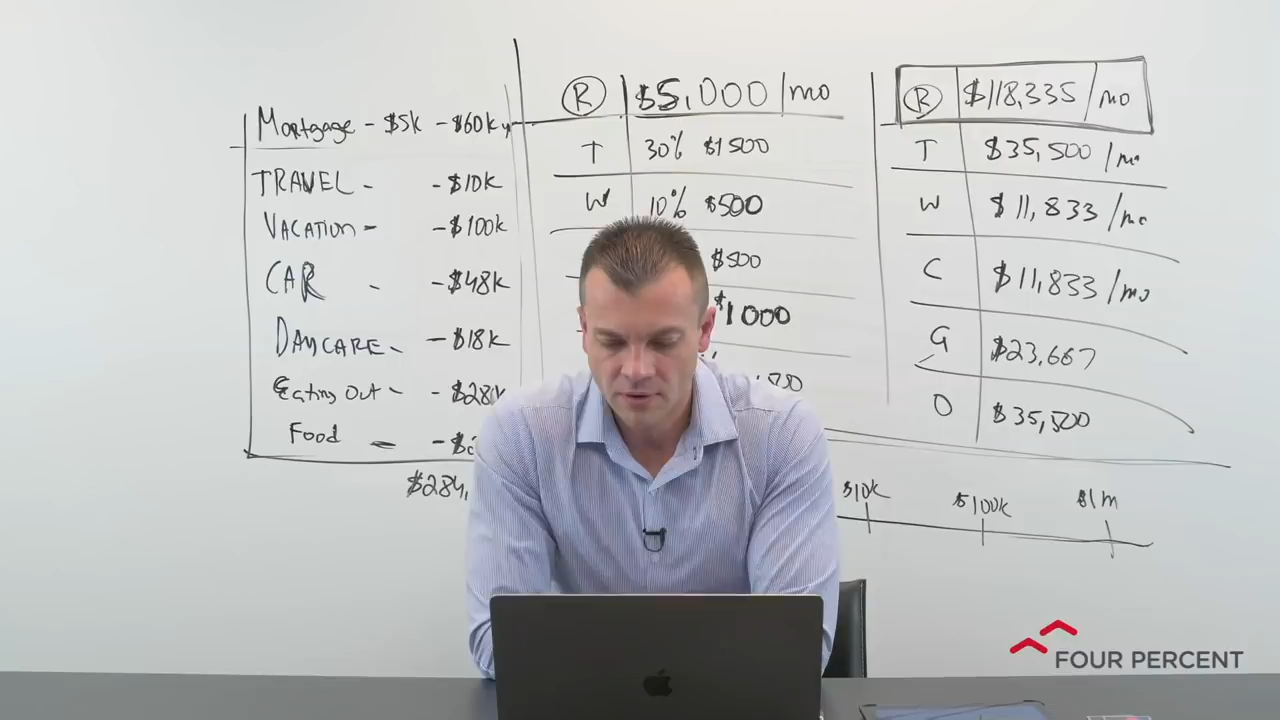 Mortgage - $5k - $60k
TRAVEL - - $10k
VACATION - - $100k
CAR - - $48k
DAYCARE - - $18k
Eating Out - - $28k
Food - - $
$284,
R $5,000 /mo
T 30% $1500
W 10% $500
$500
$1000
R $118,335 /mo
T $35,500 /mo
W $11,833 /mo
C $11,833 /mo
G $23,667
O $35,500
$10k $100k $1m
FOUR PERCENT